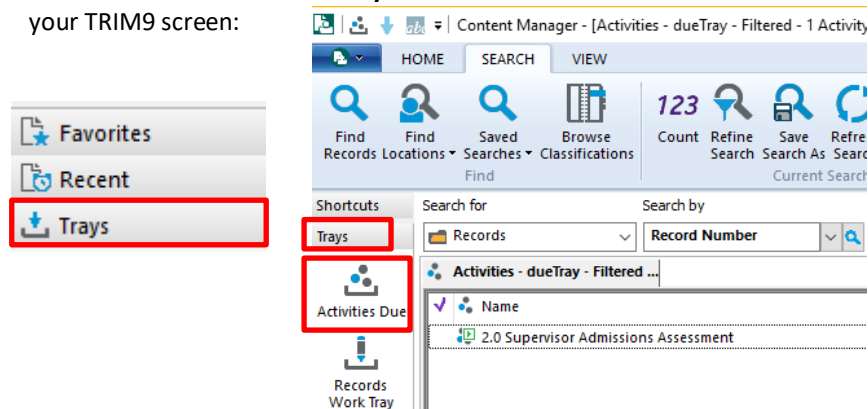 your TRIM9 screen:
Favorites
Recent
Trays
Content Manager - [Activities - dueTray - Filtered - 1 Activity
HOME SEARCH VIEW
Find Records
Find Locations
Saved Searches
Browse Classifications
Find
123
Count
Refine Search
Save Search As
Current Search
Shortcuts
Trays
Activities Due
Records Work Tray
Search for
Search by
Records
Record Number
Activities - dueTray - Filtered ...
Name
2.0 Supervisor Admissions Assessment